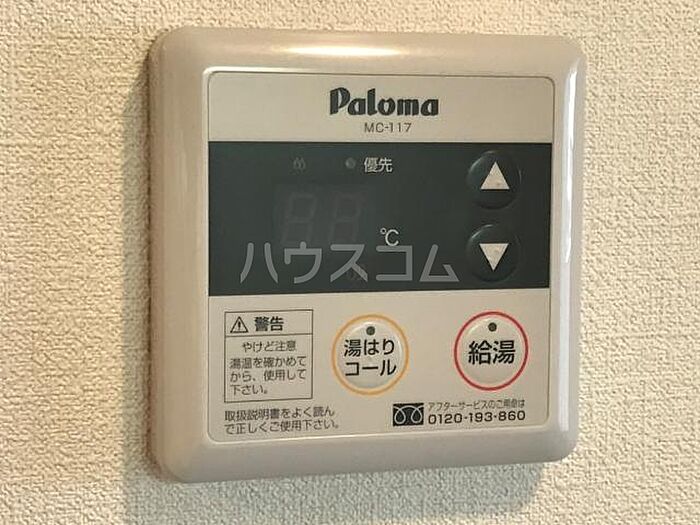 Paloma
MC-117
優先
℃
ハウスコム
警告
やけど注意
湯温を確かめて
から、使用して
下さい。
取扱説明書をよく読ん
で正しくご使用下さい。
湯はり
コール
給湯
アフターサービスのご用命は
0120-193-860